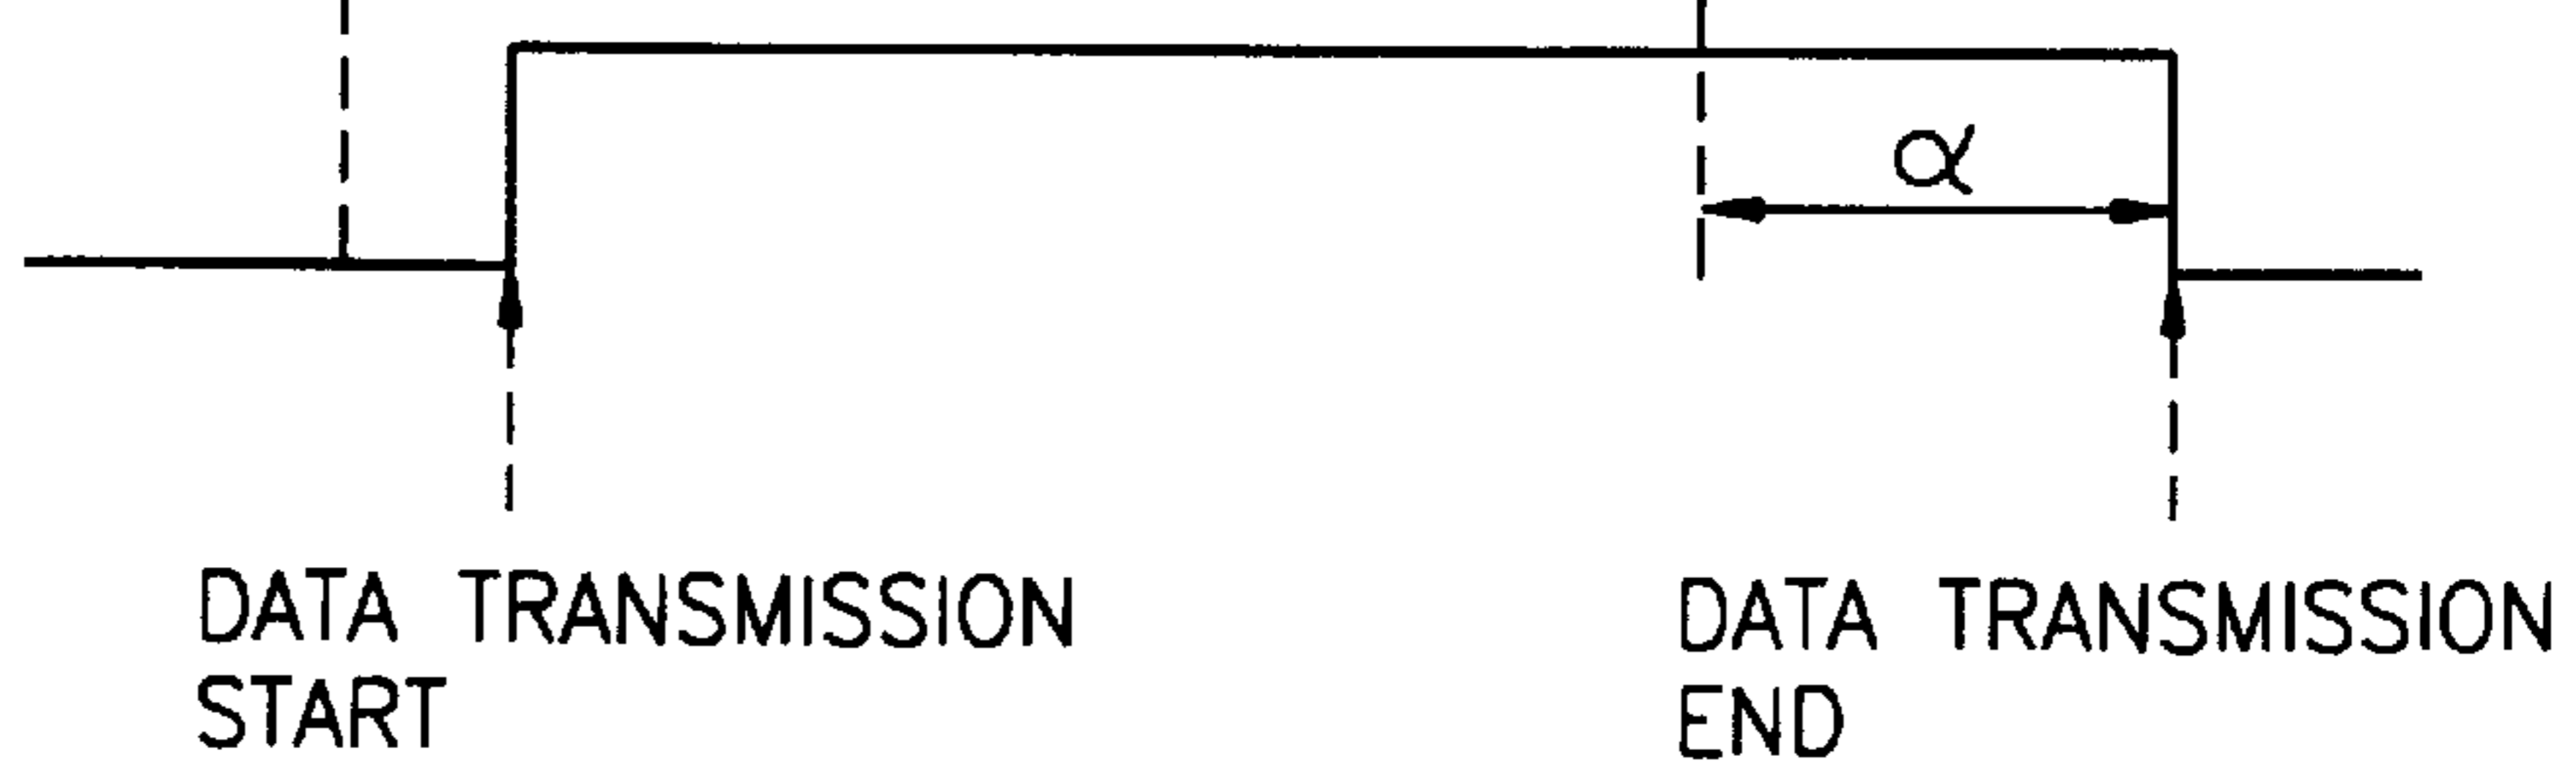 α
DATA TRANSMISSION
START
DATA TRANSMISSION
END